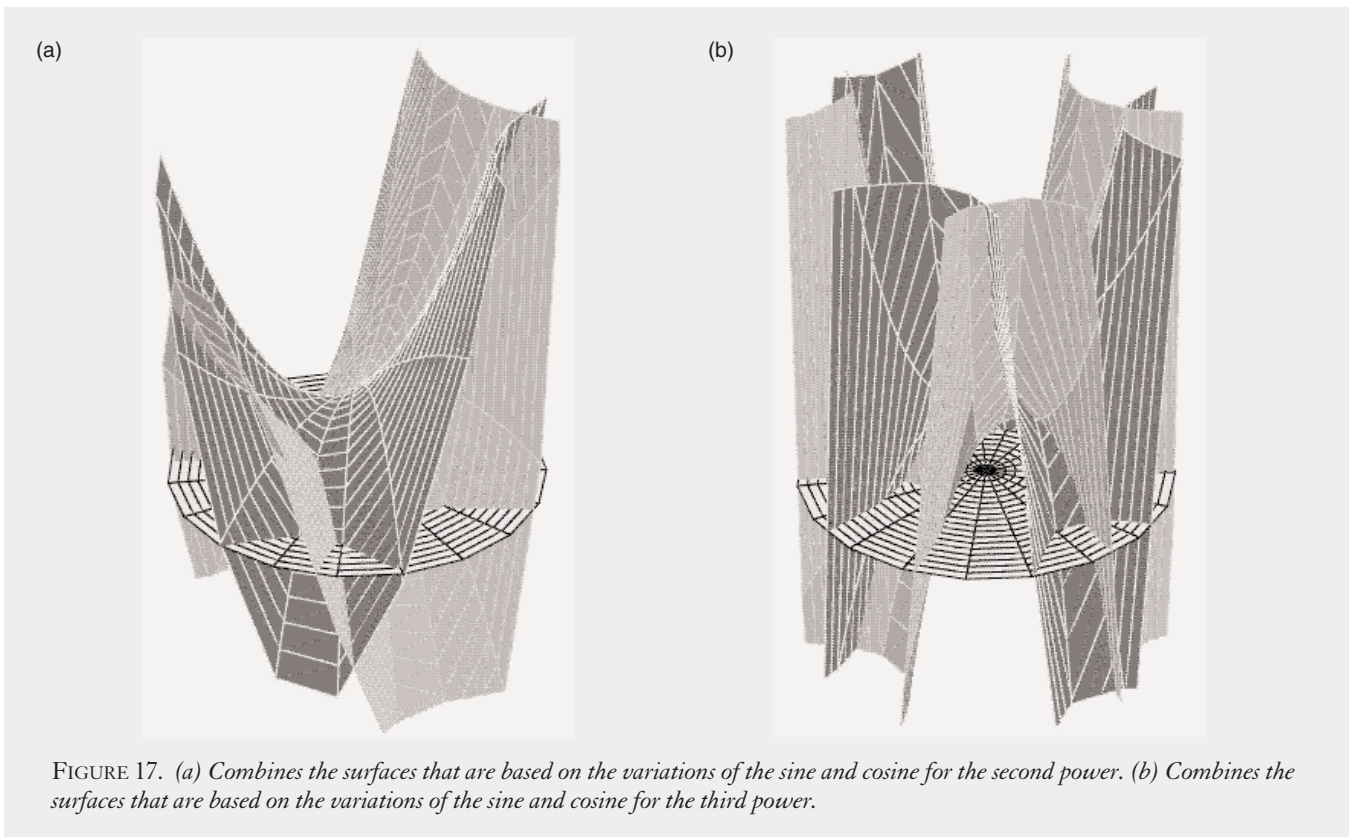 (a)
(b)
FIGURE 17. (a) Combines the surfaces that are based on the variations of the sine and cosine for the second power. (b) Combines the
surfaces that are based on the variations of the sine and cosine for the third power.